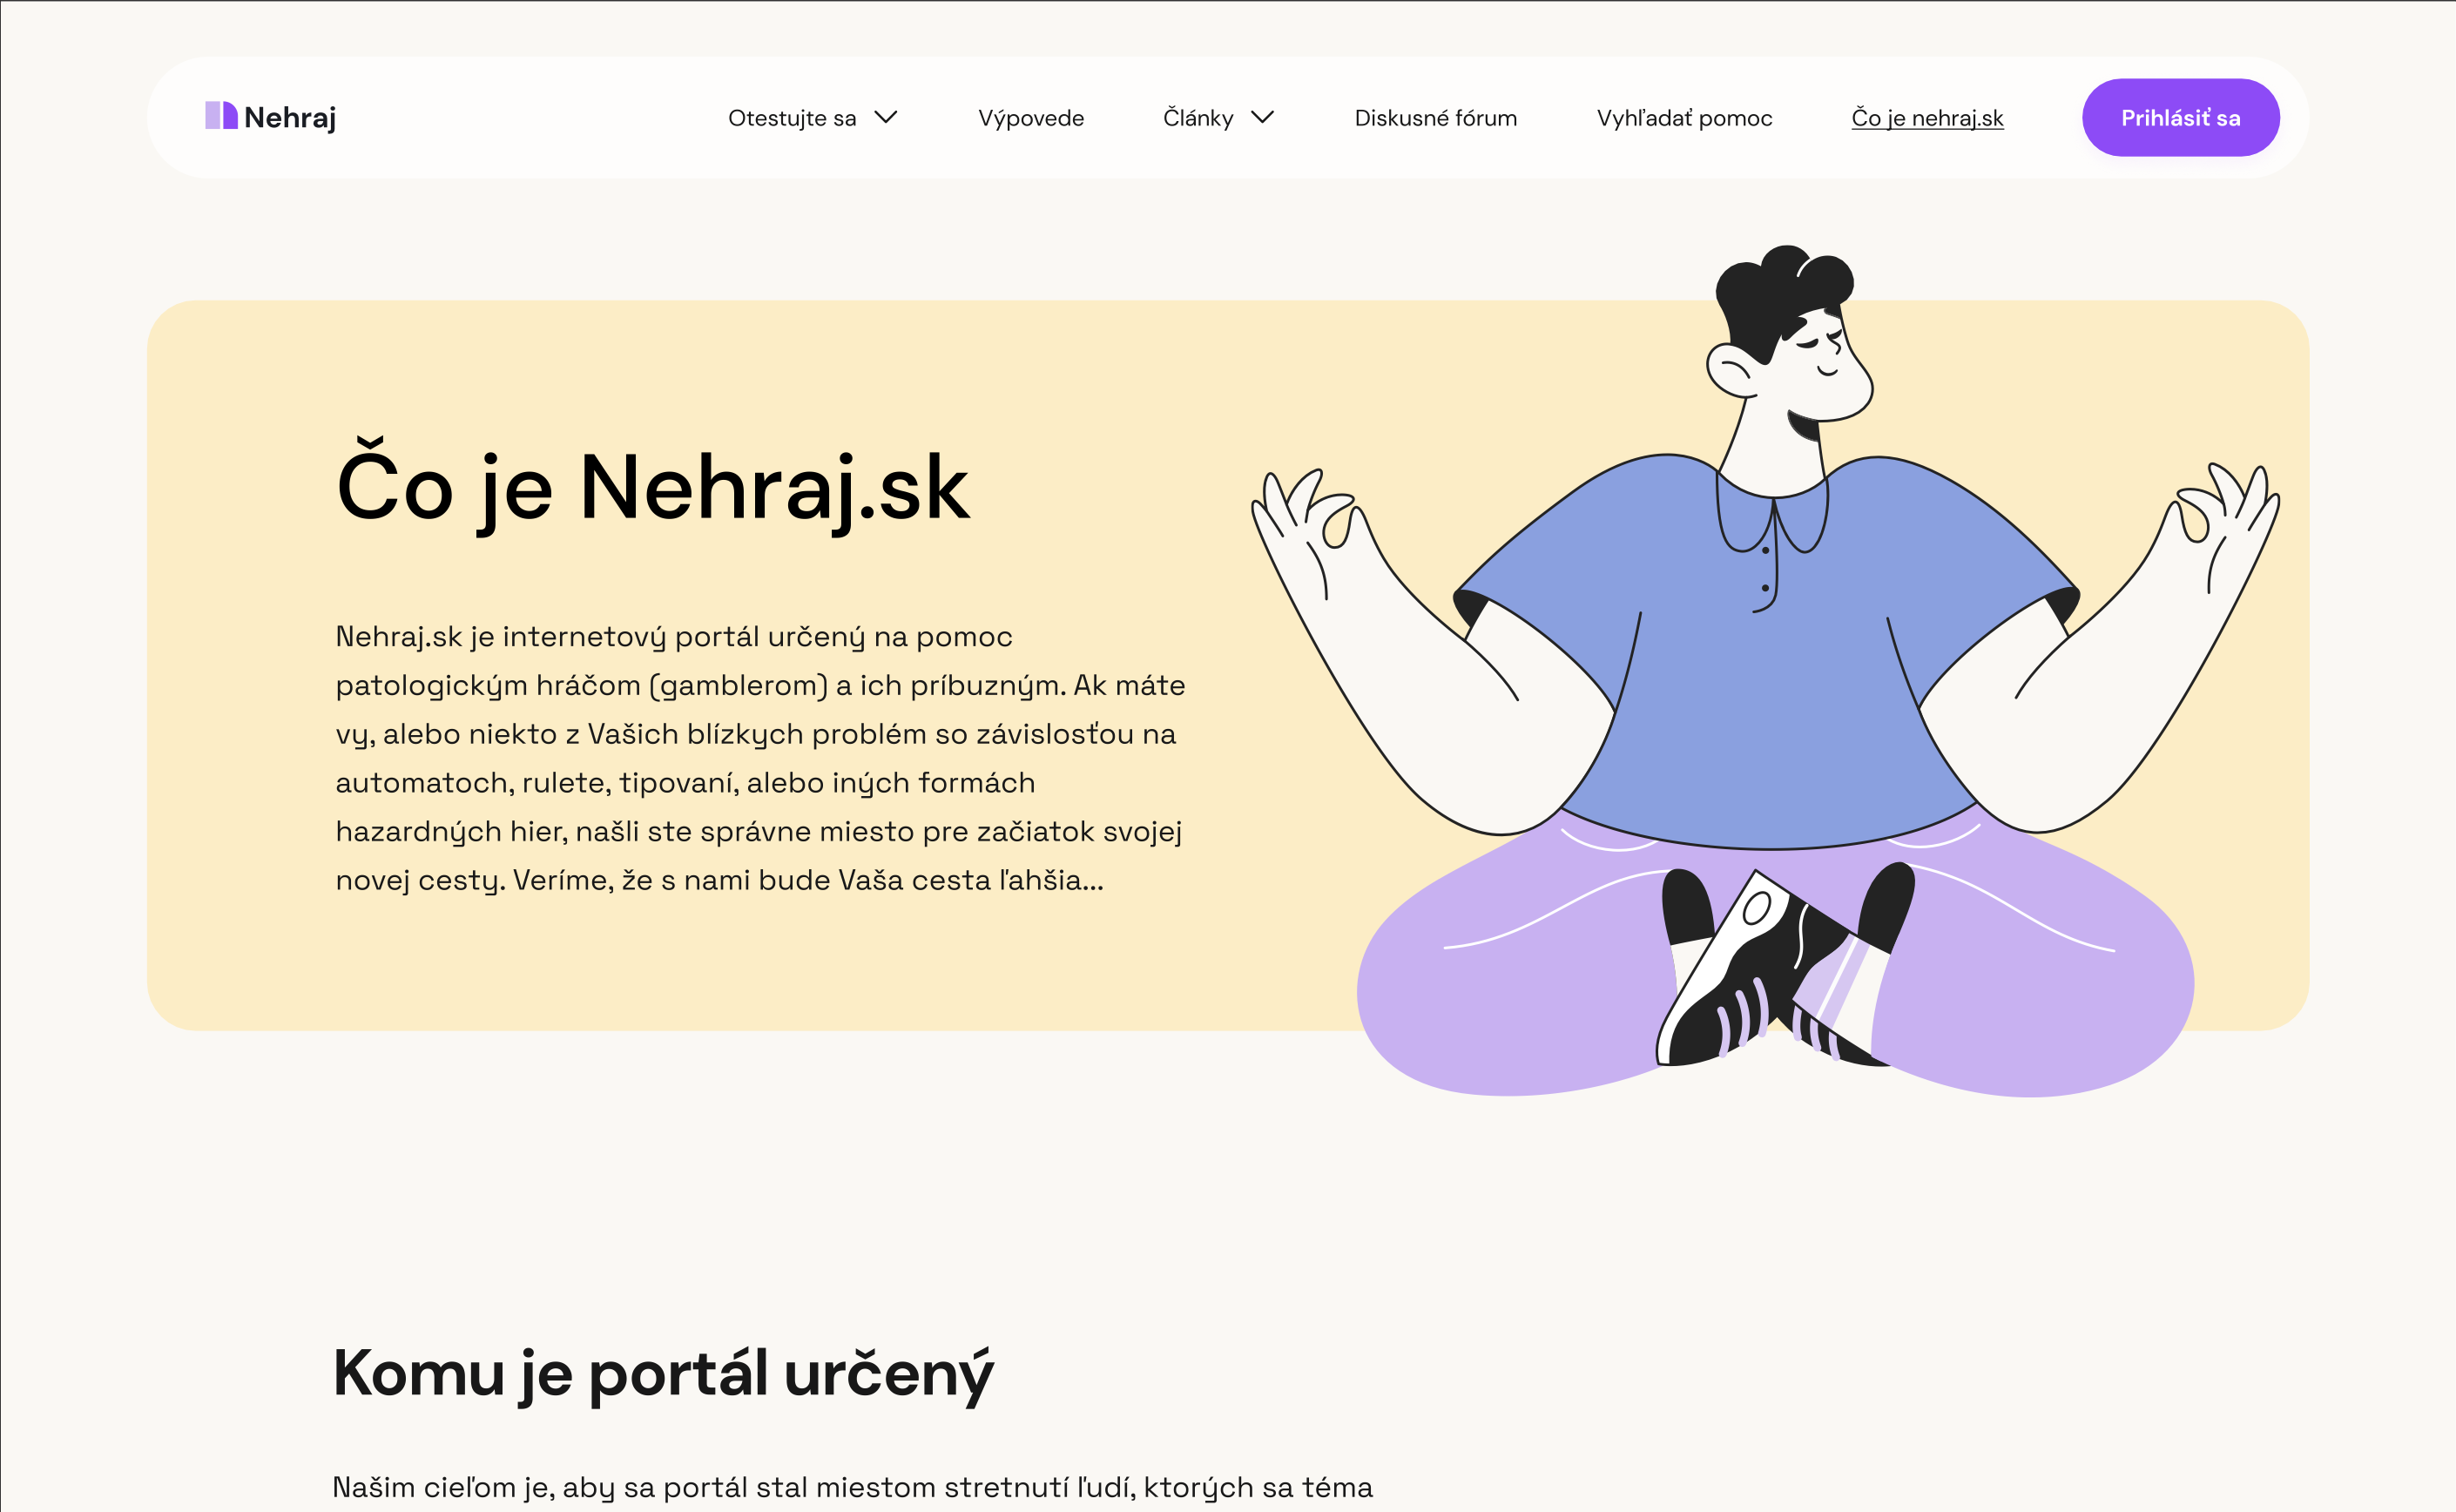 Nehraj
Otestujte sa
Výpovede
Články
Diskusné fórum
Vyhľadať pomoc
Čo je nehraj.sk
Prihlásiť sa
Čo je Nehraj.sk
Nehraj.sk je internetový portál určený na pomoc
patologickým hráčom (gamblerom) a ich príbuzným. Ak máte
vy, alebo niekto z Vašich blízkych problém so závislosťou na
automatoch, rulete, tipovaní, alebo iných formách
hazardných hier, našli ste správne miesto pre začiatok svojej
novej cesty. Veríme, že s nami bude Vaša cesta ľahšia...
Komu je portál určený
Našim cieľom je, aby sa portál stal miestom stretnutí ľudí, ktorých sa téma